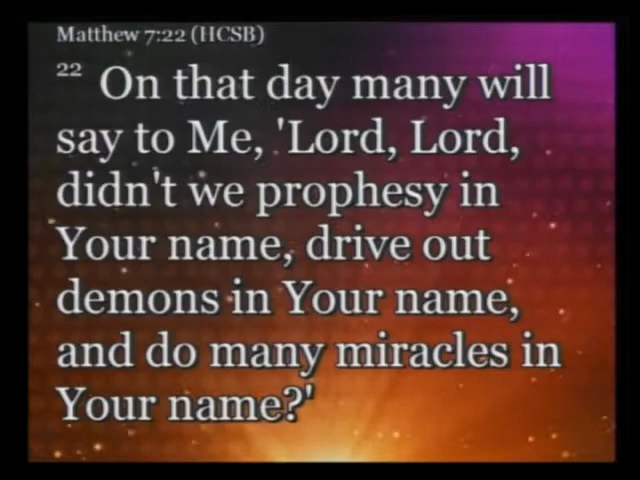 Matthew 7:22 (HCSB)
22 On that day many will
say to Me, 'Lord, Lord,
didn't we prophesy in
Your name, drive out
demons in Your name,
and do many miracles in
Your name?'